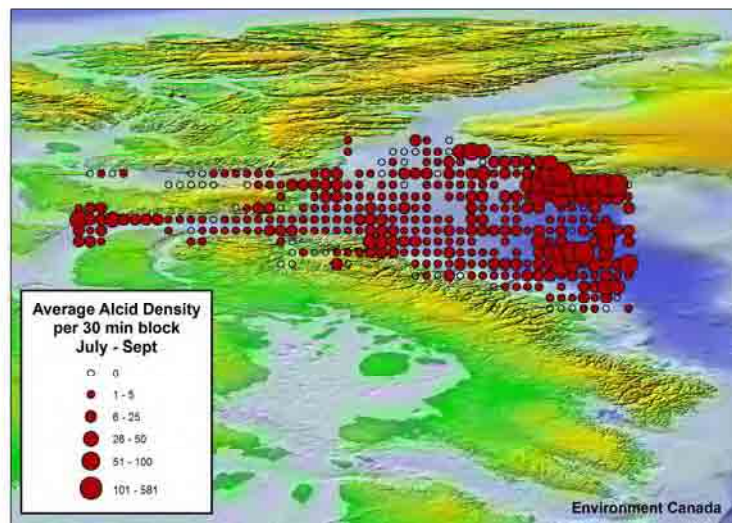 Average Alcid Density
per 30 min block
July - Sept
0
1 - 5
6 - 25
26 - 50
51 - 100
101 - 581
Environment Canada